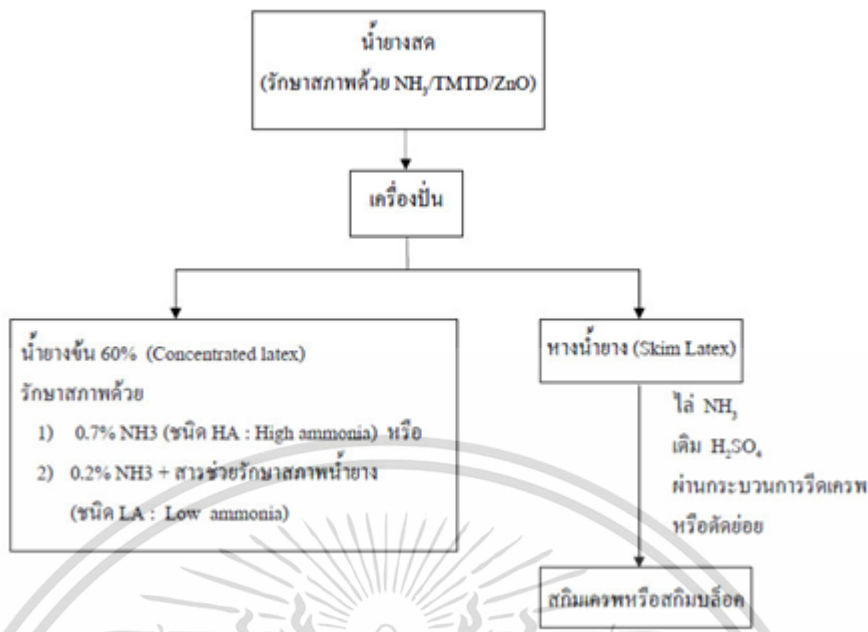 น้ำยางสด
(รักษาสภาพด้วย NH₃/TMTD/ZnO)
เครื่องปั่น
น้ำยางข้น 60% (Concentrated latex)
รักษาสภาพด้วย
1) 0.7% NH3 (ชนิด HA : High ammonia) หรือ
2) 0.2% NH3 + สารช่วยรักษาสภาพน้ำยาง
(ชนิด LA : Low ammonia)
หางน้ำยาง (Skim Latex)
ไล่ NH₃
เติม H₂SO₄
ผ่านกระบวนการรีดเครพ
หรือตัดย่อย
สกิมเครพหรือสกิมบล็อค